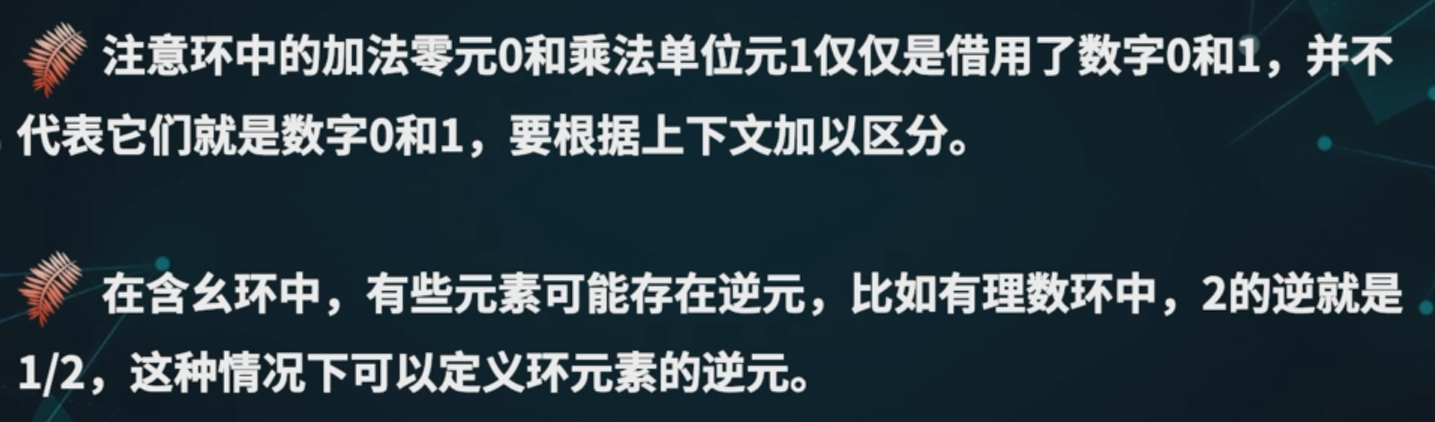 注意环中的加法零元0和乘法单位元1仅仅是借用了数字0和1，并不
代表它们就是数字0和1，要根据上下文加以区分。
在含幺环中，有些元素可能存在逆元，比如有理数环中，2的逆就是
1/2，这种情况下可以定义环元素的逆元。